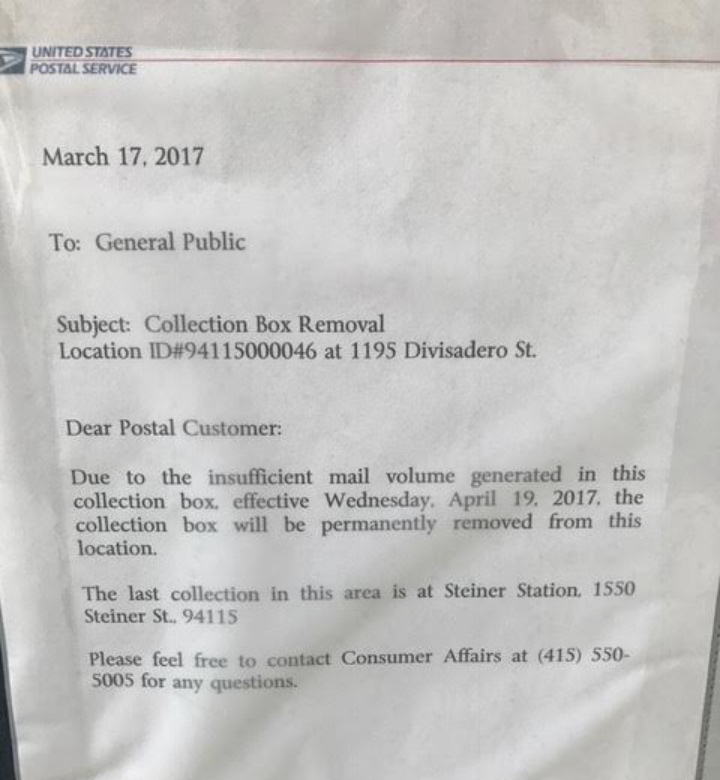 UNITED STATES
POSTAL SERVICE
March 17, 2017
To: General Public
Subject: Collection Box Removal
Location ID#94115000046 at 1195 Divisadero St.
Dear Postal Customer:
Due to the insufficient mail volume generated in this
collection box, effective Wednesday, April 19, 2017, the
collection box will be permanently removed from this
location.
The last collection in this area is at Steiner Station, 1550
Steiner St., 94115
Please feel free to contact Consumer Affairs at (415) 550-
5005 for any questions.